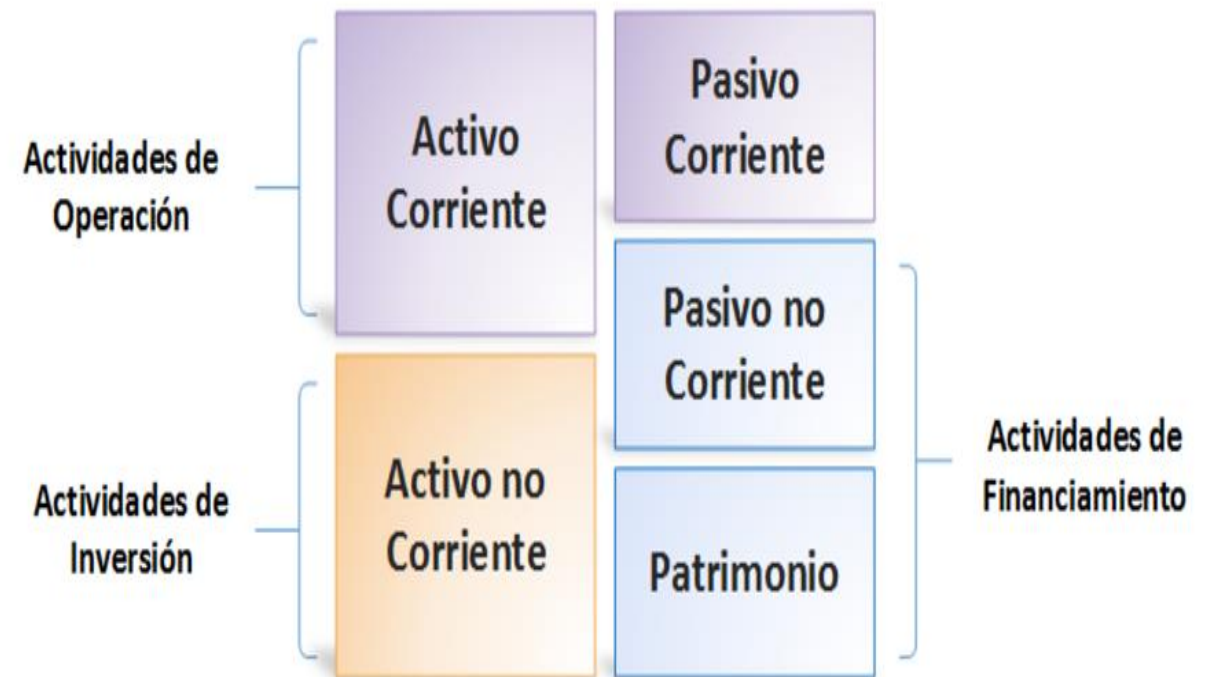 Actividades de
Operación
Activo
Corriente
Pasivo
Corriente
Pasivo no
Corriente
Actividades de
Inversión
Activo no
Corriente
Patrimonio
Actividades de
Financiamiento